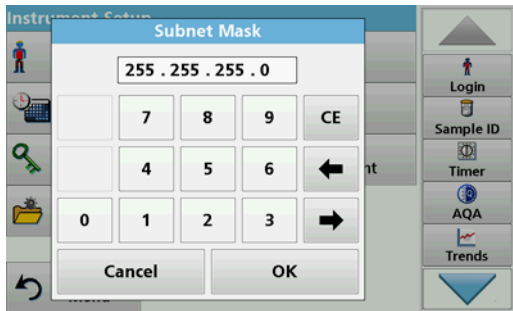 Instrument Setup
Subnet Mask
255 . 255 . 255 . 0
7 8 9 CE
4 5 6
0 1 2 3
Cancel OK
nt
Menu
Login
Sample ID
Timer
AQA
Trends